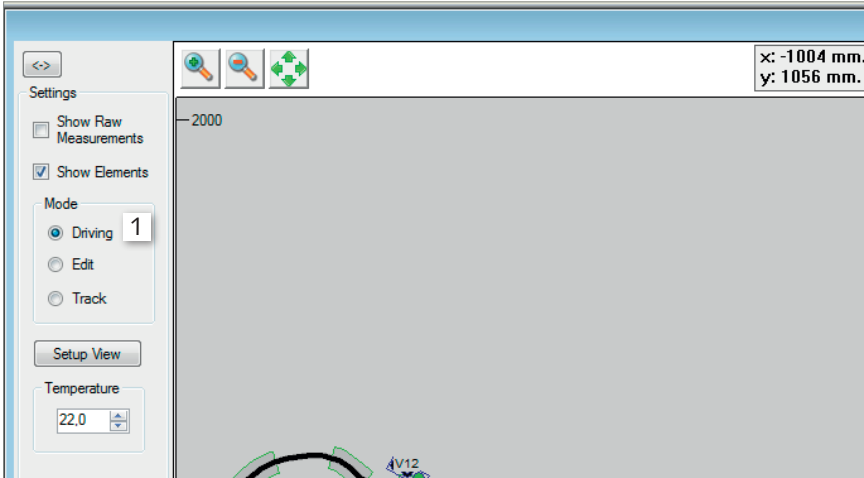 <->
x: -1004 mm.
y: 1056 mm.
Settings
Show Raw
Measurements
2000
Show Elements
Mode
Driving 1
Edit
Track
Setup View
Temperature
22,0
V12